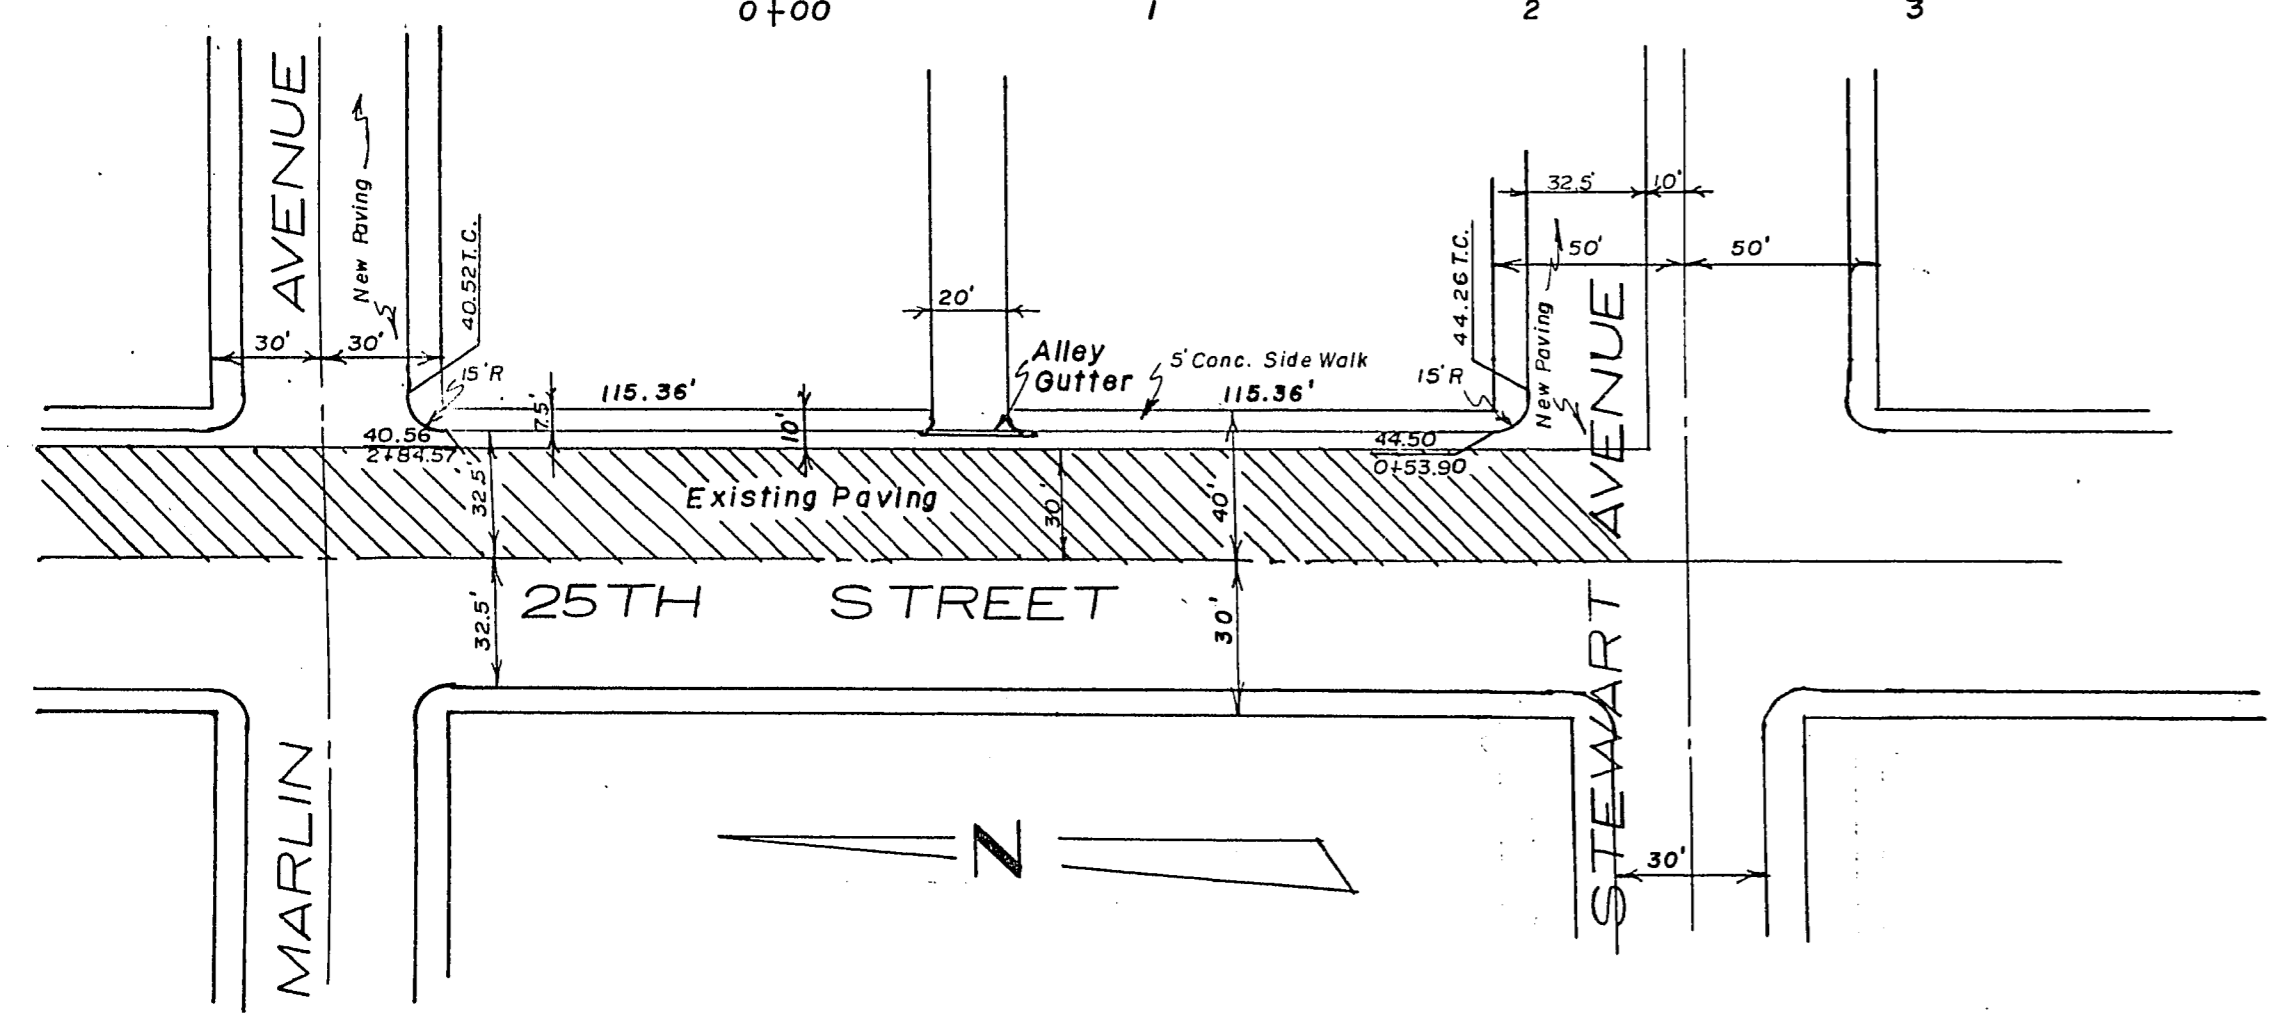 0+00 1 2 3
AVENUE
New Paving
40.52 T.C.
30' 30'
15'R
115.36'
7.5'
10'
20'
Alley
Gutter
5' Conc. Side Walk
115.36'
32.5' 10'
50' 50'
44.26 T.C.
15'R
New Paving
AVENUE
40.56
2+84.57
32.5'
Existing Paving
30'
40'
44.50
0+53.90
25TH STREET
32.5'
30'
MARLIN
N
STEWART
30'